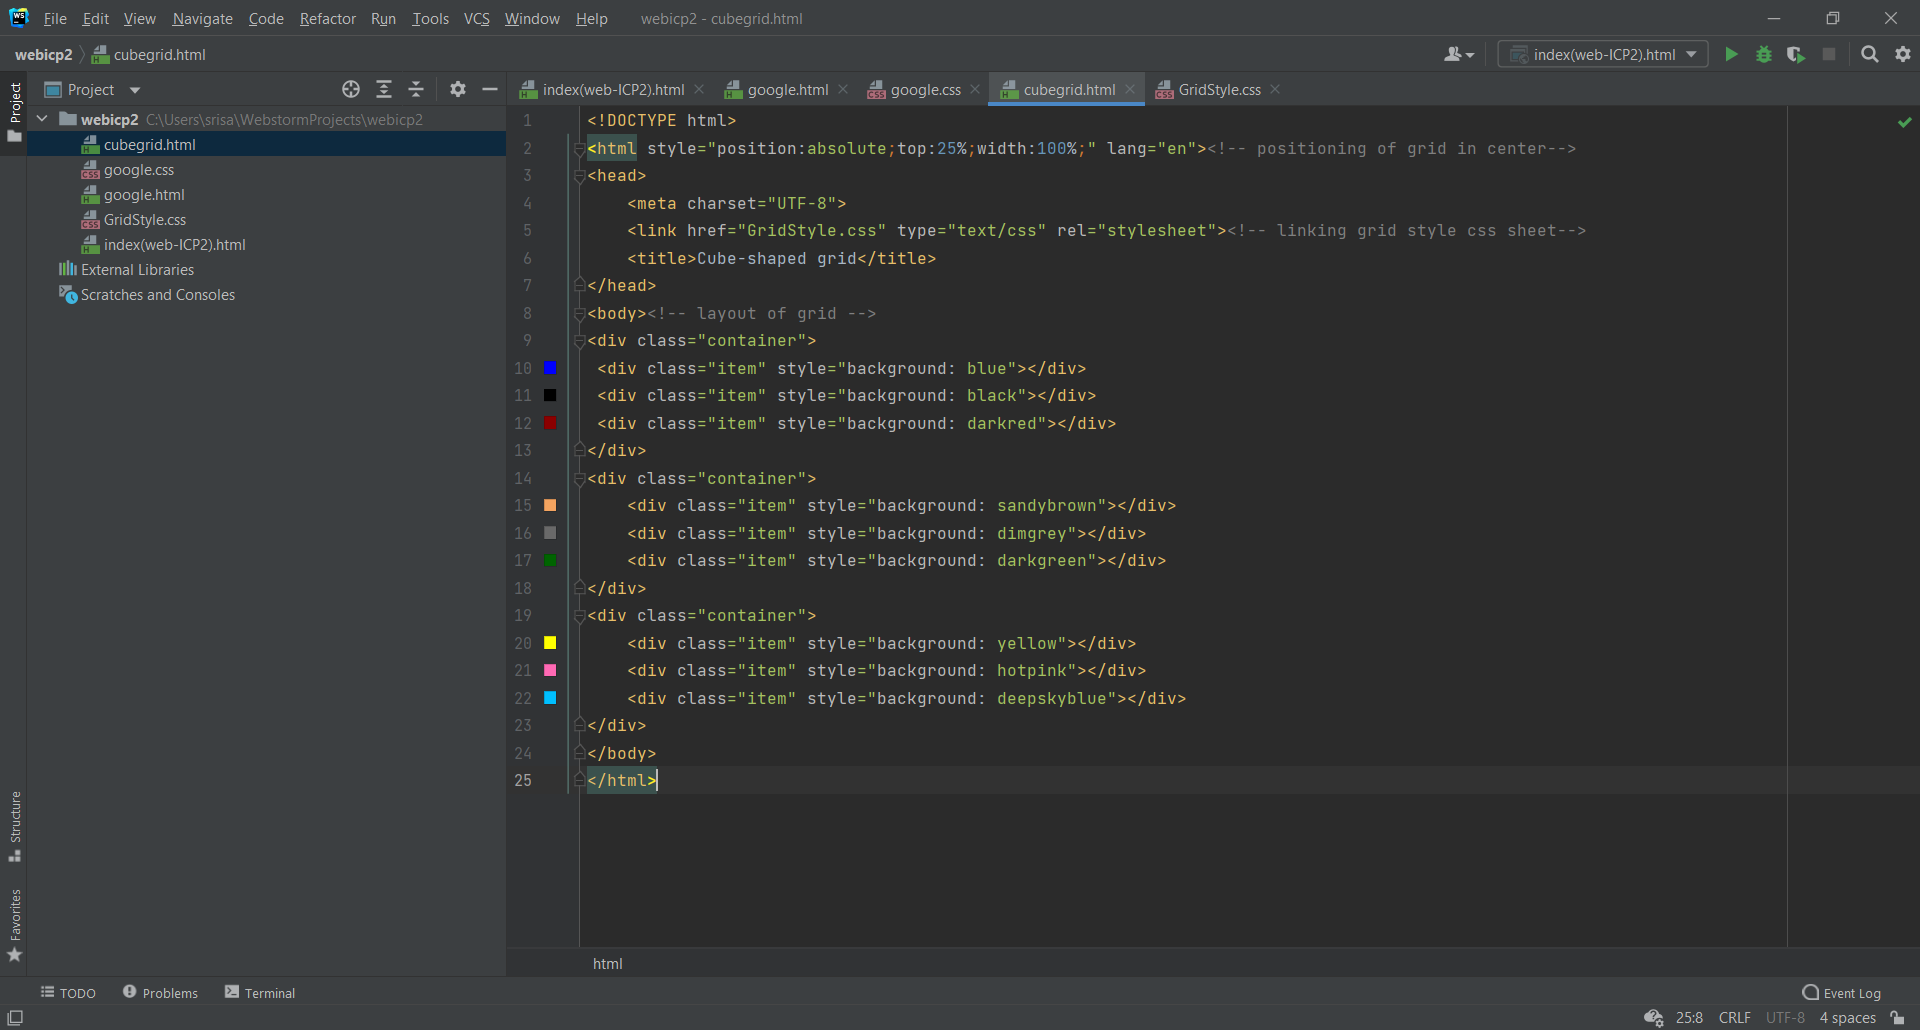 File Edit View Navigate Code Refactor Run Tools VCS Window Help webicp2 - cubegrid.html
webicp2 cubegrid.html index(web-ICP2).html
Project
Project
index(web-ICP2).html google.html google.css cubegrid.html GridStyle.css
webicp2 C:\Users\srisa\WebstormProjects\webicp2
cubegrid.html
google.css
google.html
GridStyle.css
index(web-ICP2).html
External Libraries
Scratches and Consoles
1 <!DOCTYPE html>
2 <html style="position:absolute;top:25%;width:100%;" lang="en"><!-- positioning of grid in center-->
3 <head>
4     <meta charset="UTF-8">
5     <link href="GridStyle.css" type="text/css" rel="stylesheet"><!-- linking grid style css sheet-->
6     <title>Cube-shaped grid</title>
7 </head>
8 <body><!-- layout of grid -->
9 <div class="container">
10  <div class="item" style="background: blue"></div>
11  <div class="item" style="background: black"></div>
12  <div class="item" style="background: darkred"></div>
13 </div>
14 <div class="container">
15     <div class="item" style="background: sandybrown"></div>
16     <div class="item" style="background: dimgrey"></div>
17     <div class="item" style="background: darkgreen"></div>
18 </div>
19 <div class="container">
20     <div class="item" style="background: yellow"></div>
21     <div class="item" style="background: hotpink"></div>
22     <div class="item" style="background: deepskyblue"></div>
23 </div>
24 </body>
25 </html>
Structure
Favorites
html
TODO Problems Terminal Event Log
25:8 CRLF UTF-8 4 spaces